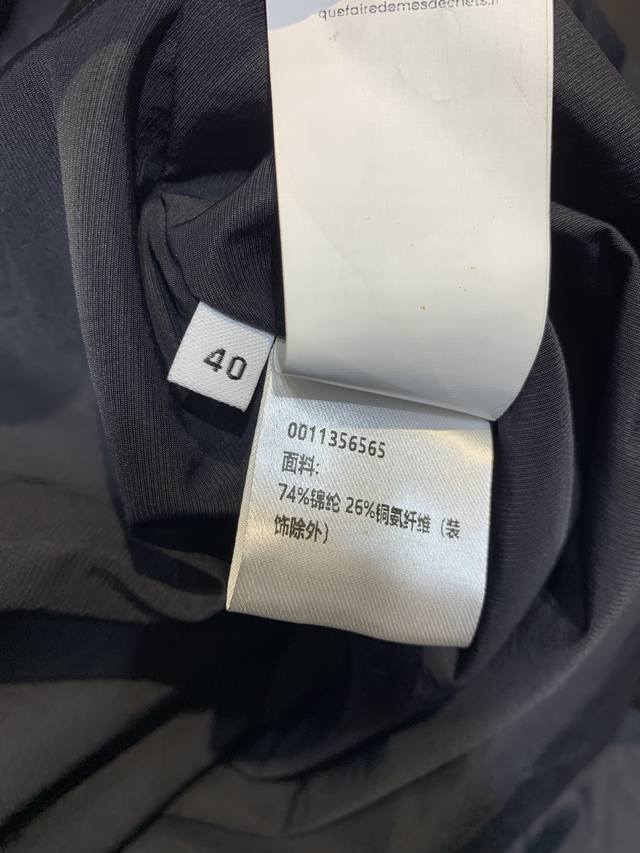 quefairedemesdechets.fr
40
0011356565
面料:
74%锦纶 26%铜氨纤维（装
饰除外）